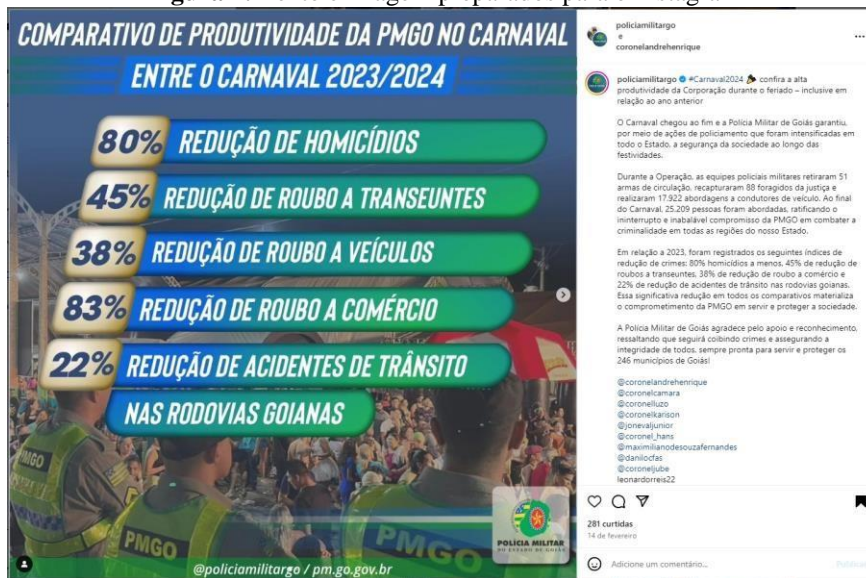 COMPARATIVO DE PRODUTIVIDADE DA PMGO NO CARNAVAL
ENTRE O CARNAVAL 2023/2024
80% REDUÇÃO DE HOMICÍDIOS
45% REDUÇÃO DE ROUBO A TRANSEUNTES
38% REDUÇÃO DE ROUBO A VEÍCULOS
83% REDUÇÃO DE ROUBO A COMÉRCIO
22% REDUÇÃO DE ACIDENTES DE TRÂNSITO
NAS RODOVIAS GOIANAS
PMGO
PMGO
PMGO
POLÍCIA MILITAR
DO ESTADO DE GOIÁS
@policiamilitargo / pm.go.gov.br
policiamilitargo
e
coronelandrehenrique
policiamilitargo #Carnaval2024 confira a alta
produtividade da Corporação durante o feriado – inclusive em
relação ao ano anterior
O Carnaval chegou ao fim e a Polícia Militar de Goiás garantiu,
por meio de ações de policiamento que foram intensificadas em
todo o Estado, a segurança da sociedade ao longo das
festividades.
Durante a Operação, as equipes policiais militares retiraram 51
armas de circulação, recapturaram 88 foragidos da justiça e
realizaram 17.922 abordagens a condutores de veículo. Ao final
do Carnaval, 25.209 pessoas foram abordadas, ratificando o
ininterrupto e inabalável compromisso da PMGO em combater a
criminalidade em todas as regiões do nosso Estado.
Em relação a 2023, foram registrados os seguintes índices de
redução de crimes: 80% homicídios a menos, 45% de redução de
roubos a transeuntes, 38% de redução de roubo a comércio e
22% de redução de acidentes de trânsito nas rodovias goianas.
Essa significativa redução em todos os comparativos materializa
o comprometimento da PMGO em servir e proteger a sociedade.
A Polícia Militar de Goiás agradece pelo apoio e reconhecimento,
ressaltando que seguirá coibindo crimes e assegurando a
integridade de todos, sempre pronta para servir e proteger os
246 municípios de Goiás!
@coronelandrehenrique
@coronelcamara
@coronelluzo
@coronelkarison
@jonevaljunior
@coronel_hans
@maximilianodesouzafernandes
@danilocfas
@coroneljube
leonardorreis22
281 curtidas
14 de fevereiro
Adicione um comentário...